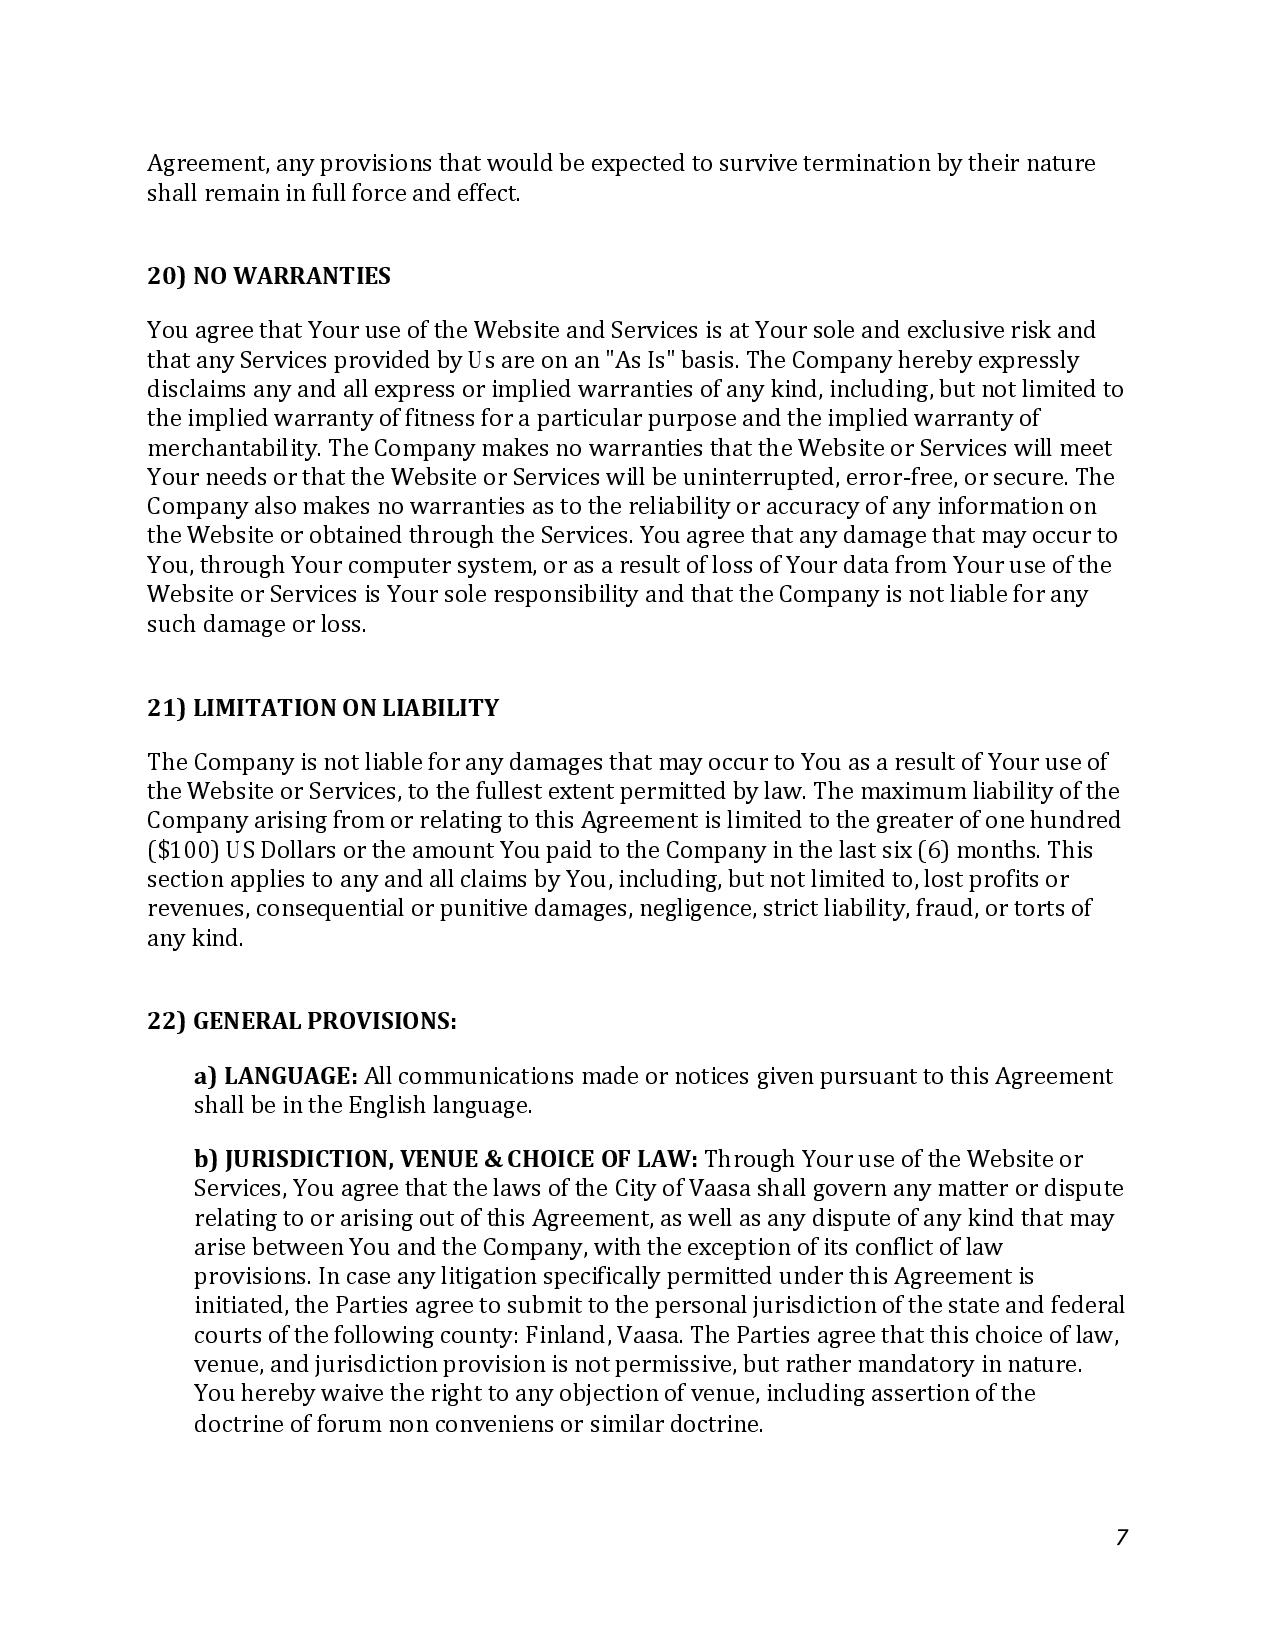 Agreement, any provisions that would be expected to survive termination by their nature
shall remain in full force and effect.
20) NO WARRANTIES
You agree that Your use of the Website and Services is at Your sole and exclusive risk and
that any Services provided by Us are on an "As Is" basis. The Company hereby expressly
disclaims any and all express or implied warranties of any kind, including, but not limited to
the implied warranty of fitness for a particular purpose and the implied warranty of
merchantability. The Company makes no warranties that the Website or Services will meet
Your needs or that the Website or Services will be uninterrupted, error-free, or secure. The
Company also makes no warranties as to the reliability or accuracy of any information on
the Website or obtained through the Services. You agree that any damage that may occur to
You, through Your computer system, or as a result of loss of Your data from Your use of the
Website or Services is Your sole responsibility and that the Company is not liable for any
such damage or loss.
21) LIMITATION ON LIABILITY
The Company is not liable for any damages that may occur to You as a result of Your use of
the Website or Services, to the fullest extent permitted by law. The maximum liability of the
Company arising from or relating to this Agreement is limited to the greater of one hundred
($100) US Dollars or the amount You paid to the Company in the last six (6) months. This
section applies to any and all claims by You, including, but not limited to, lost profits or
revenues, consequential or punitive damages, negligence, strict liability, fraud, or torts of
any kind.
22) GENERAL PROVISIONS:
a) LANGUAGE: All communications made or notices given pursuant to this Agreement
shall be in the English language.
b) JURISDICTION, VENUE & CHOICE OF LAW: Through Your use of the Website or
Services, You agree that the laws of the City of Vaasa shall govern any matter or dispute
relating to or arising out of this Agreement, as well as any dispute of any kind that may
arise between You and the Company, with the exception of its conflict of law
provisions. In case any litigation specifically permitted under this Agreement is
initiated, the Parties agree to submit to the personal jurisdiction of the state and federal
courts of the following county: Finland, Vaasa. The Parties agree that this choice of law,
venue, and jurisdiction provision is not permissive, but rather mandatory in nature.
You hereby waive the right to any objection of venue, including assertion of the
doctrine of forum non conveniens or similar doctrine.
7